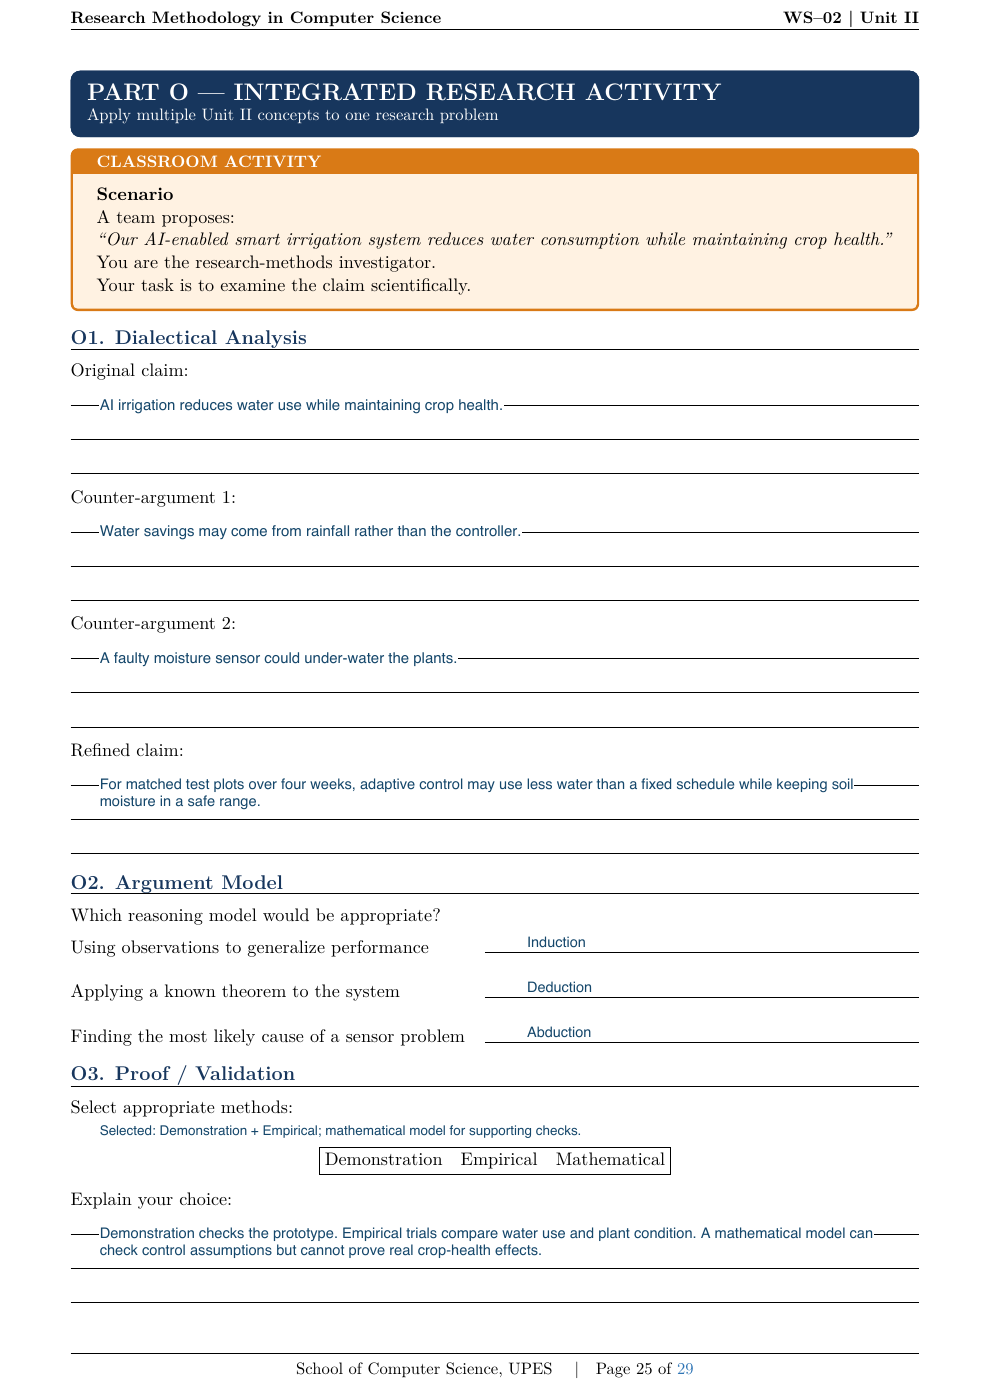 Research Methodology in Computer Science WS–02 | Unit II
PART O — INTEGRATED RESEARCH ACTIVITY
Apply multiple Unit II concepts to one research problem
CLASSROOM ACTIVITY
Scenario
A team proposes:
“Our AI-enabled smart irrigation system reduces water consumption while maintaining crop health.”
You are the research-methods investigator.
Your task is to examine the claim scientifically.
O1. Dialectical Analysis
Original claim:
AI irrigation reduces water use while maintaining crop health.
Counter-argument 1:
Water savings may come from rainfall rather than the controller.
Counter-argument 2:
A faulty moisture sensor could under-water the plants.
Refined claim:
For matched test plots over four weeks, adaptive control may use less water than a fixed schedule while keeping soil
moisture in a safe range.
O2. Argument Model
Which reasoning model would be appropriate?
Using observations to generalize performance Induction
Applying a known theorem to the system Deduction
Finding the most likely cause of a sensor problem Abduction
O3. Proof / Validation
Select appropriate methods:
Selected: Demonstration + Empirical; mathematical model for supporting checks.
Demonstration Empirical Mathematical
Explain your choice:
Demonstration checks the prototype. Empirical trials compare water use and plant condition. A mathematical model can
check control assumptions but cannot prove real crop-health effects.
School of Computer Science, UPES | Page 25 of 29